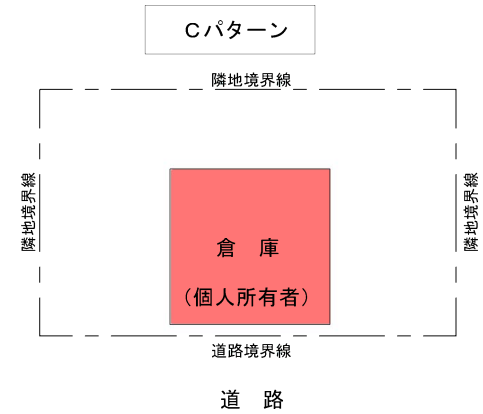 Ｃパターン
隣地境界線
隣地境界線
隣地境界線
倉　庫
（個人所有者）
道路境界線
道　路